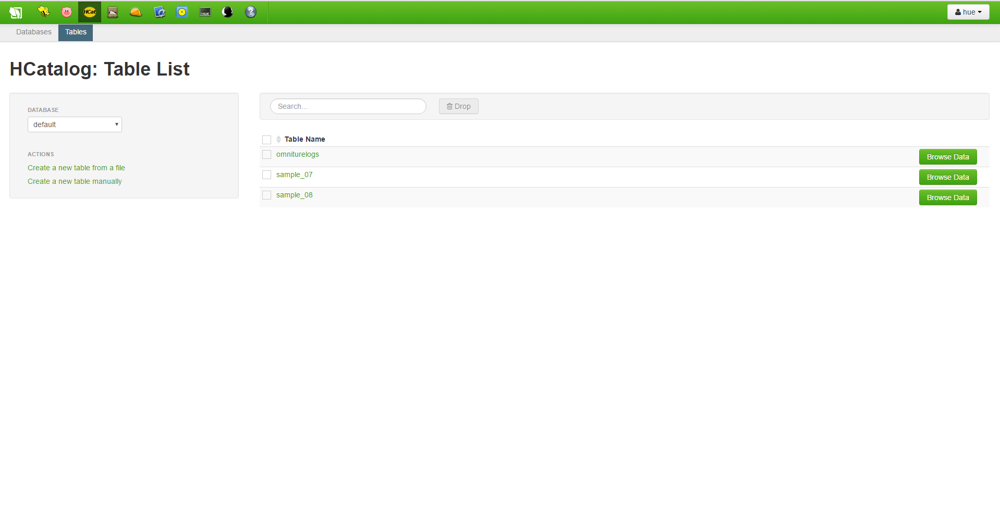 HCat
>HUE
?
hue
Databases
Tables
HCatalog: Table List
DATABASE
default
ACTIONS
Create a new table from a file
Create a new table manually
Search...
Drop
Table Name
omniturelogs
Browse Data
sample_07
Browse Data
sample_08
Browse Data